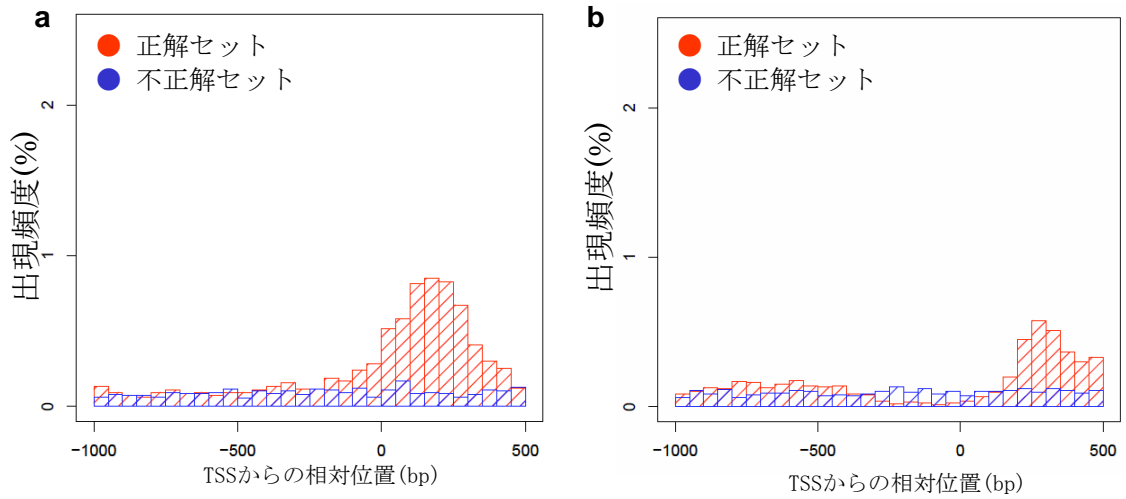 a
正解セット
不正解セット
出現頻度(%)
2
1
0
-1000 -500 0 500
TSSからの相対位置(bp)
b
正解セット
不正解セット
出現頻度(%)
2
1
0
-1000 -500 0 500
TSSからの相対位置(bp)